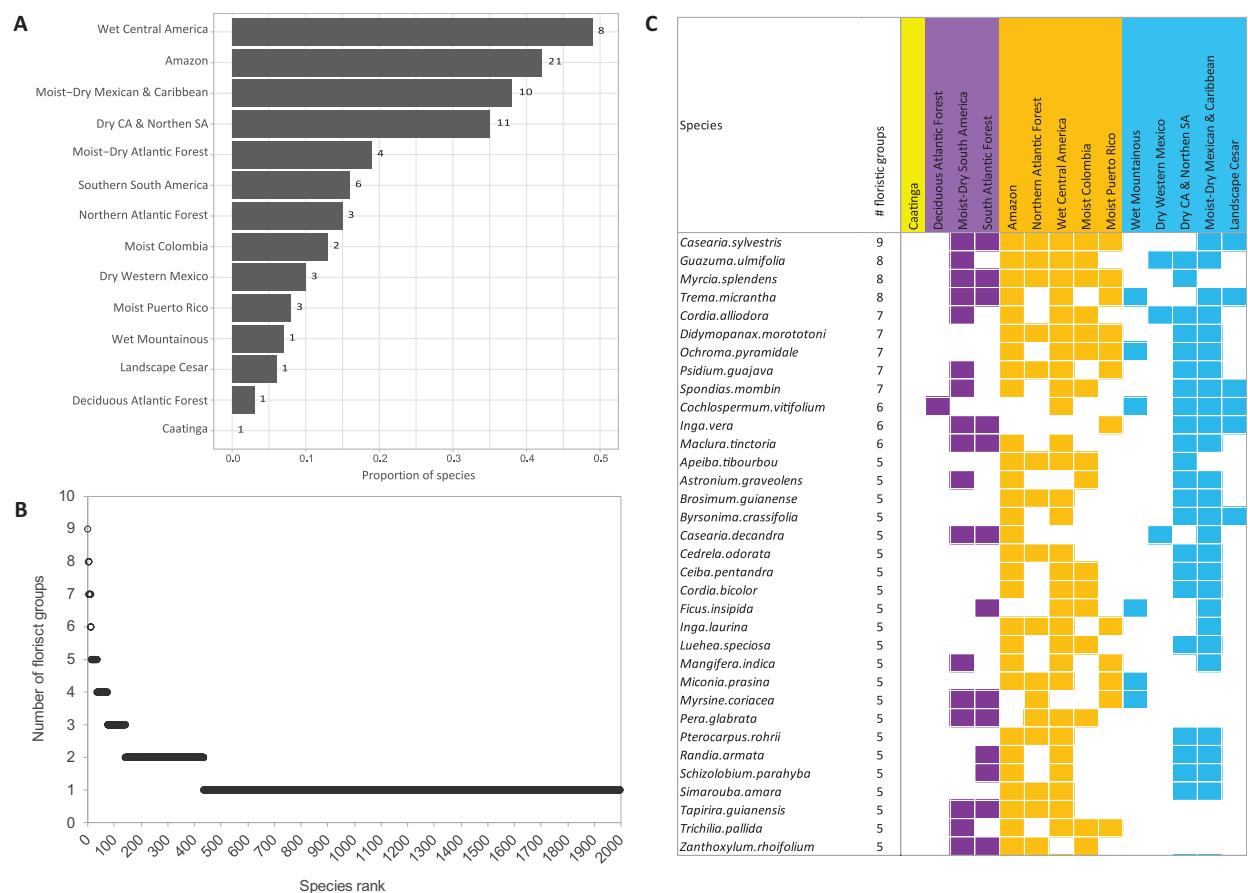 A
Wet Central America 8
Amazon 21
Moist-Dry Mexican & Caribbean 10
Dry CA & Northen SA 11
Moist-Dry Atlantic Forest 4
Southern South America 6
Northern Atlantic Forest 3
Moist Colombia 2
Dry Western Mexico 3
Moist Puerto Rico 3
Wet Mountainous 1
Landscape Cesar 1
Deciduous Atlantic Forest 1
Caatinga 1
0.0 0.1 0.2 0.3 0.4 0.5
Proportion of species
B
Number of florisct groups
10
9
8
7
6
5
4
3
2
1
0
0 100 200 300 400 500 600 700 800 900 1000 1100 1200 1300 1400 1500 1600 1700 1800 1900 2000
Species rank
C
Species
# floristic groups
Caatinga
Deciduous Atlantic Forest
Moist-Dry South America
South Atlantic Forest
Amazon
Northern Atlantic Forest
Wet Central America
Moist Colombia
Moist Puerto Rico
Wet Mountainous
Dry Western Mexico
Dry CA & Northen SA
Moist-Dry Mexican & Caribbean
Landscape Cesar
Casearia.sylvestris 9
Guazuma.ulmifolia 8
Myrcia.splendens 8
Trema.micrantha 8
Cordia.alliodora 7
Didymopanax.morototoni 7
Ochroma.pyramidale 7
Psidium.guajava 7
Spondias.mombin 7
Cochlospermum.vitifolium 6
Inga.vera 6
Maclura.tinctoria 6
Apeiba.tibourbou 5
Astronium.graveolens 5
Brosimum.guianense 5
Byrsonima.crassifolia 5
Casearia.decandra 5
Cedrela.odorata 5
Ceiba.pentandra 5
Cordia.bicolor 5
Ficus.insipida 5
Inga.laurina 5
Luehea.speciosa 5
Mangifera.indica 5
Miconia.prasina 5
Myrsine.coriacea 5
Pera.glabrata 5
Pterocarpus.rohrii 5
Randia.armata 5
Schizolobium.parahyba 5
Simarouba.amara 5
Tapirira.guianensis 5
Trichilia.pallida 5
Zanthoxylum.rhoifolium 5